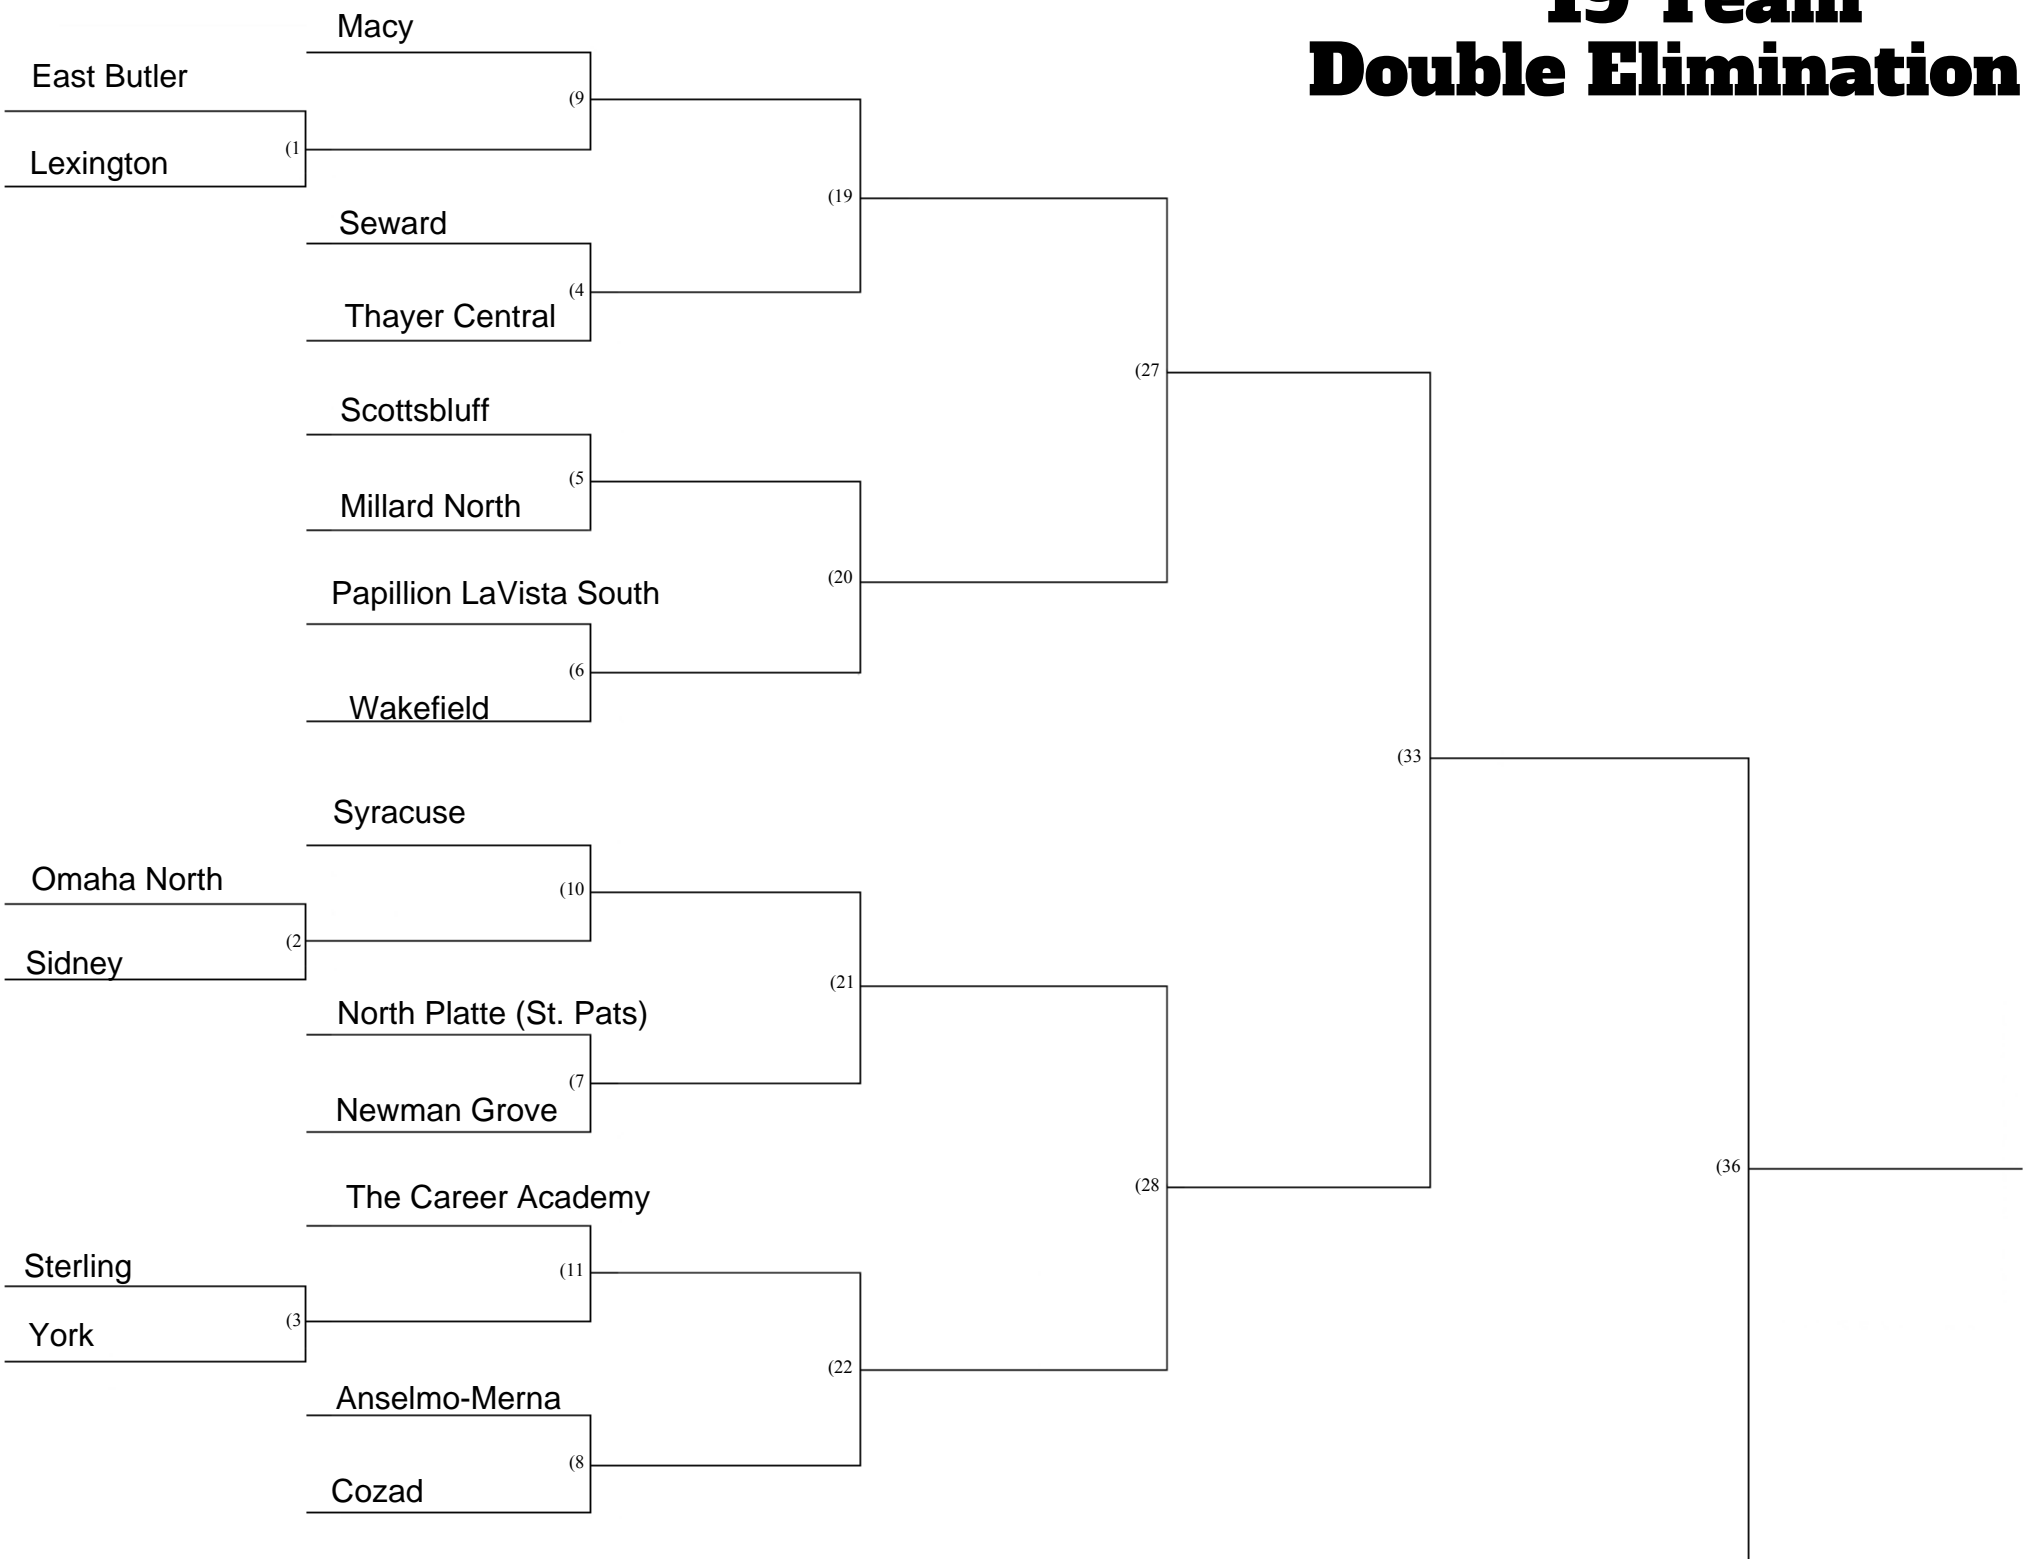 19 Team
Double Elimination
Macy
East Butler
(9
(1
Lexington
(19
Seward
(4
Thayer Central
(27
Scottsbluff
(5
Millard North
(20
Papillion LaVista South
(6
Wakefield
(33
Syracuse
Omaha North
(10
(2
Sidney
(21
North Platte (St. Pats)
(7
Newman Grove
(36
(28
The Career Academy
Sterling
(11
(3
York
(22
Anselmo-Merna
(8
Cozad